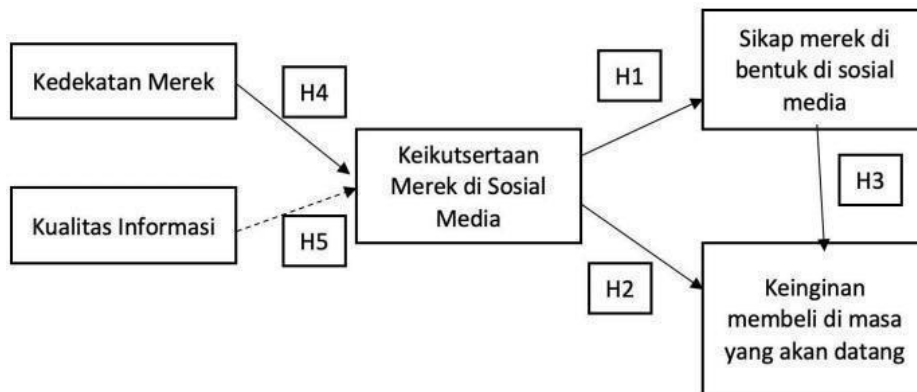 Kedekatan Merek
H4
Kualitas Informasi
H5
Keikutsertaan
Merek di Sosial
Media
H1
H2
Sikap merek di
bentuk di sosial
media
H3
Keinginan
membeli di masa
yang akan datang